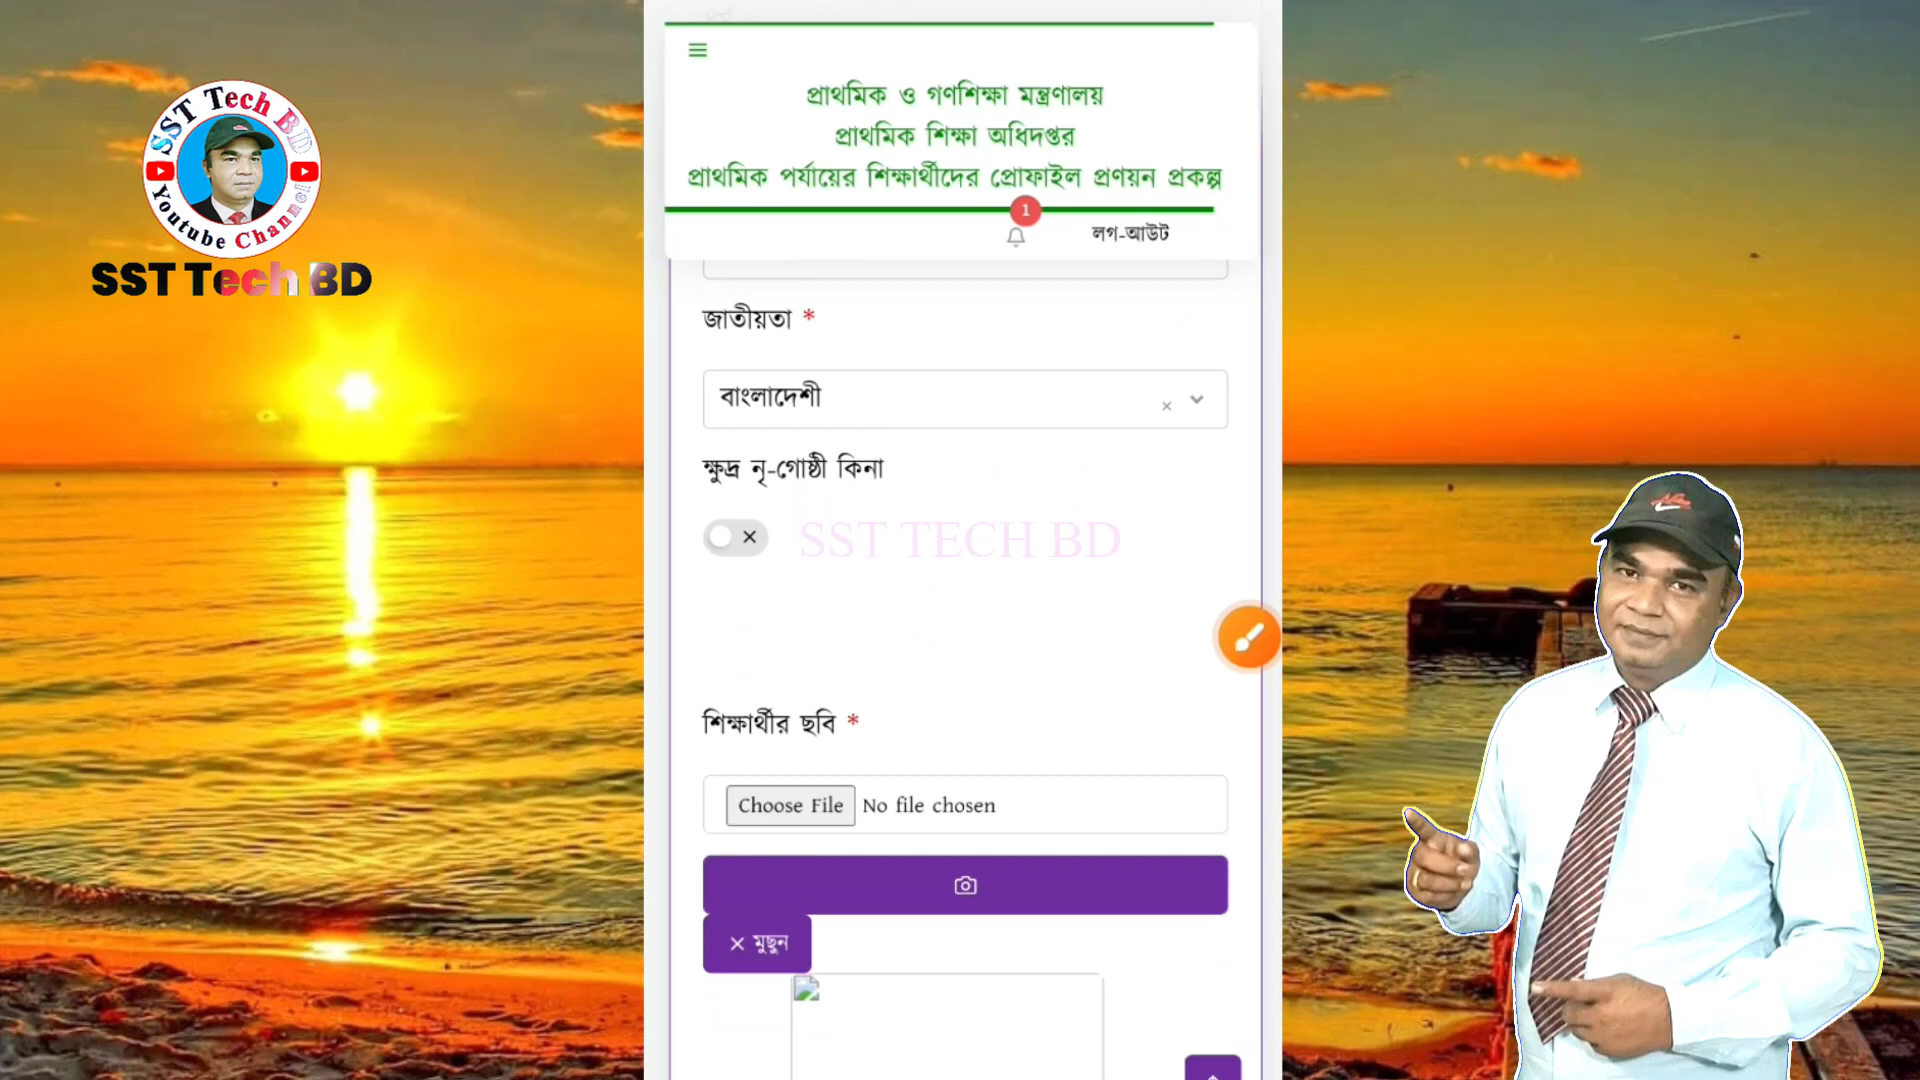 SST Tech BD
Youtube Channel
SST Tech BD
প্রাথমিক ও গণশিক্ষা মন্ত্রণালয়
প্রাথমিক শিক্ষা অধিদপ্তর
প্রাথমিক পর্যায়ের শিক্ষার্থীদের প্রোফাইল প্রণয়ন প্রকল্প
1
লগ-আউট
জাতীয়তা *
বাংলাদেশী
ক্ষুদ্র নৃ-গোষ্ঠী কিনা
SST TECH BD
শিক্ষার্থীর ছবি *
Choose File No file chosen
মুছুন